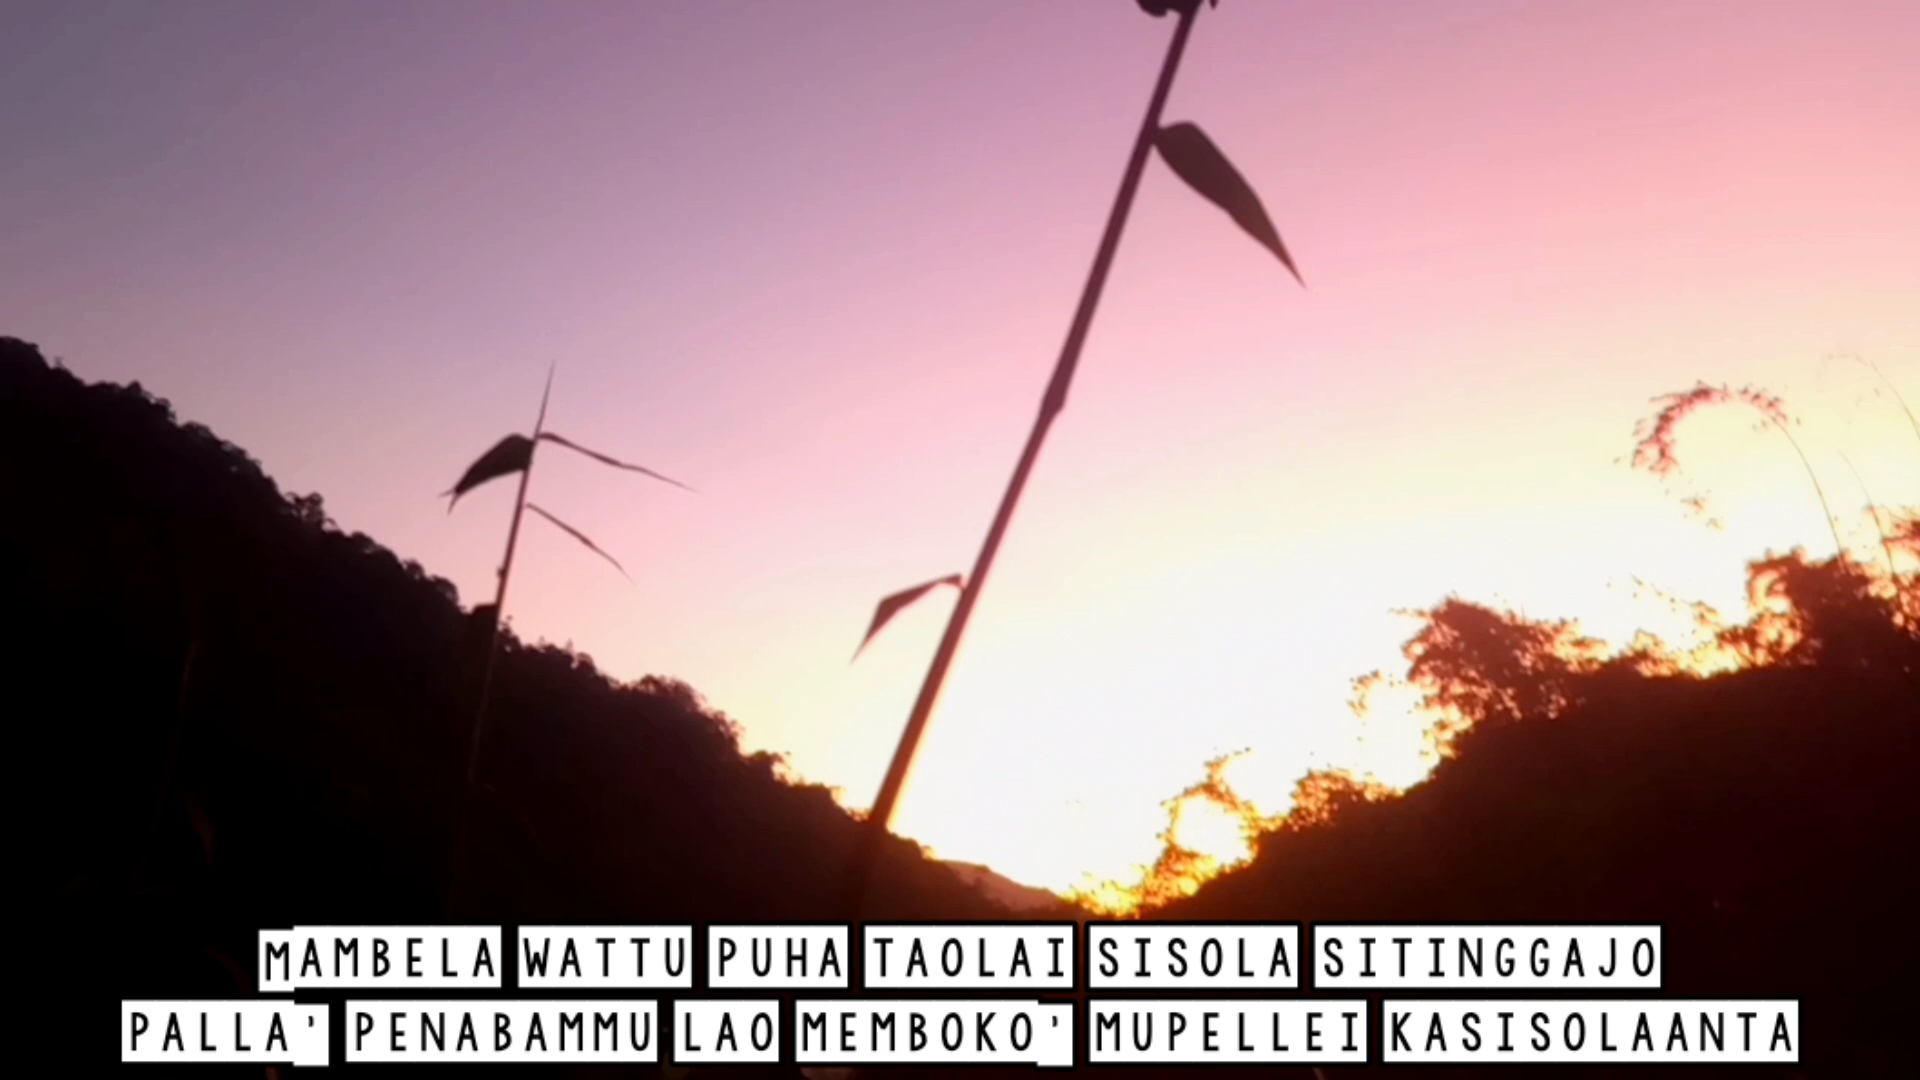 MAMBELA WATTU PUHA TAOLAI SISOLA SITINGGAJO
PALLA' PENABAMMU LAO MEMBOKO' MUPELLEI KASISOLAANTA